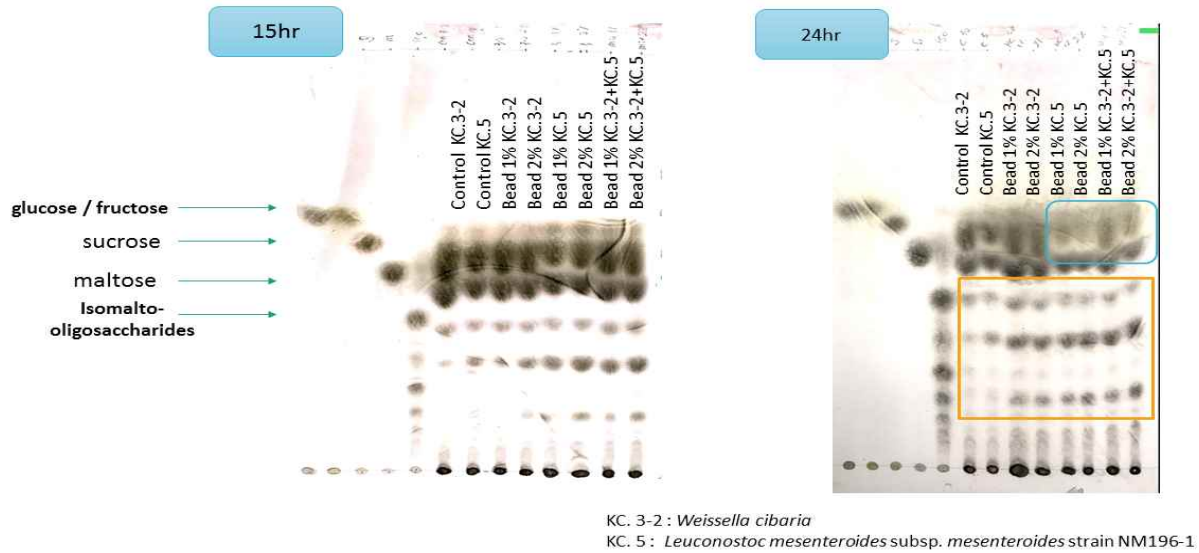 15hr
24hr
Control KC.3-2
Control KC.5
Bead 1% KC.3-2
Bead 2% KC.3-2
Bead 1% KC.5
Bead 2% KC.5
Bead 1% KC.3-2+KC.5
Bead 2% KC.3-2+KC.5
Control KC.3-2
Control KC.5
Bead 1% KC.3-2
Bead 2% KC.3-2
Bead 1% KC.5
Bead 2% KC.5
Bead 1% KC.3-2+KC.5
Bead 2% KC.3-2+KC.5
glucose / fructose
sucrose
maltose
Isomalto-
oligosaccharides
KC. 3-2 : Weissella cibaria
KC. 5 : Leuconostoc mesenteroides subsp. mesenteroides strain NM196-1